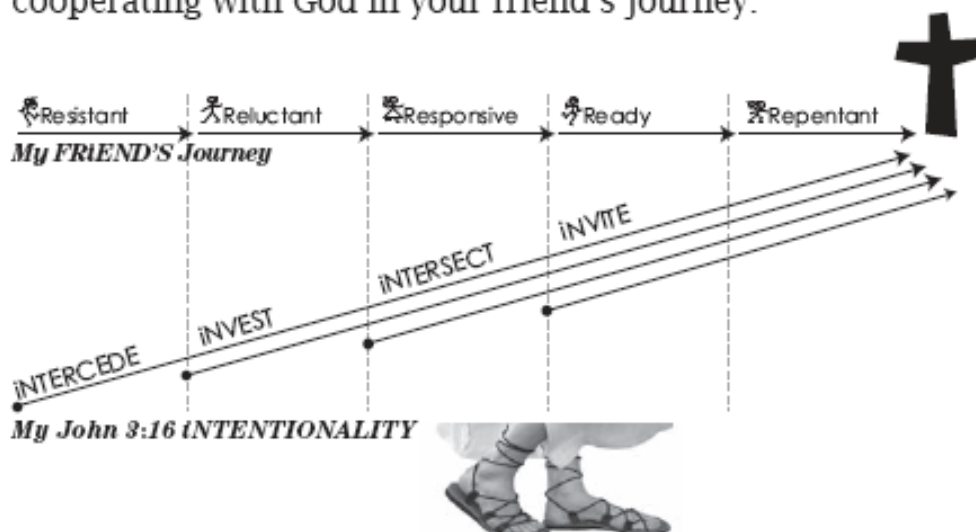 cooperating with God in your friend's journey.
Resistant Reluctant Responsive Ready Repentant
My FRiEND'S Journey
iNVITE
iNTERSECT
iNVEST
iNTERCEDE
My John 3:16 iNTENTIONALITY